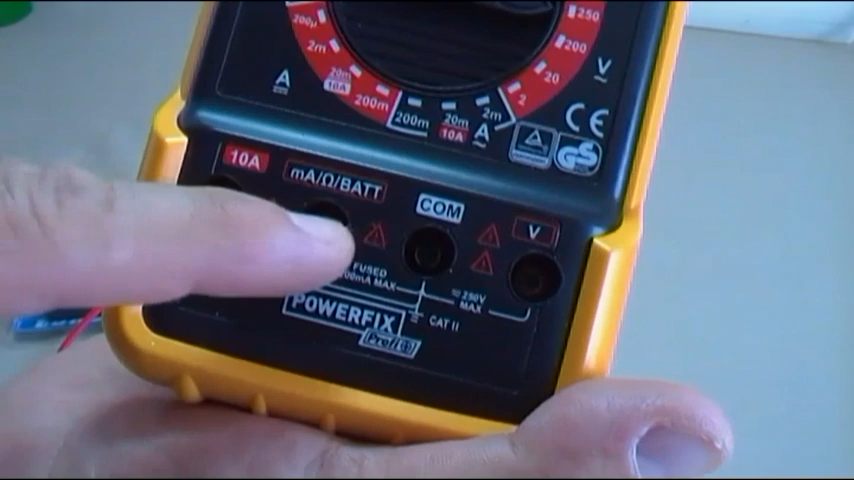 250
200µ
200
2m
V
20
20m
10A
A
2
200m
200m
20m
10A
2m
A
CE
GS
10A
mA/Ω/BATT
COM
V
FUSED
200mA MAX
250V
MAX
POWERFIX
Profi
CAT II